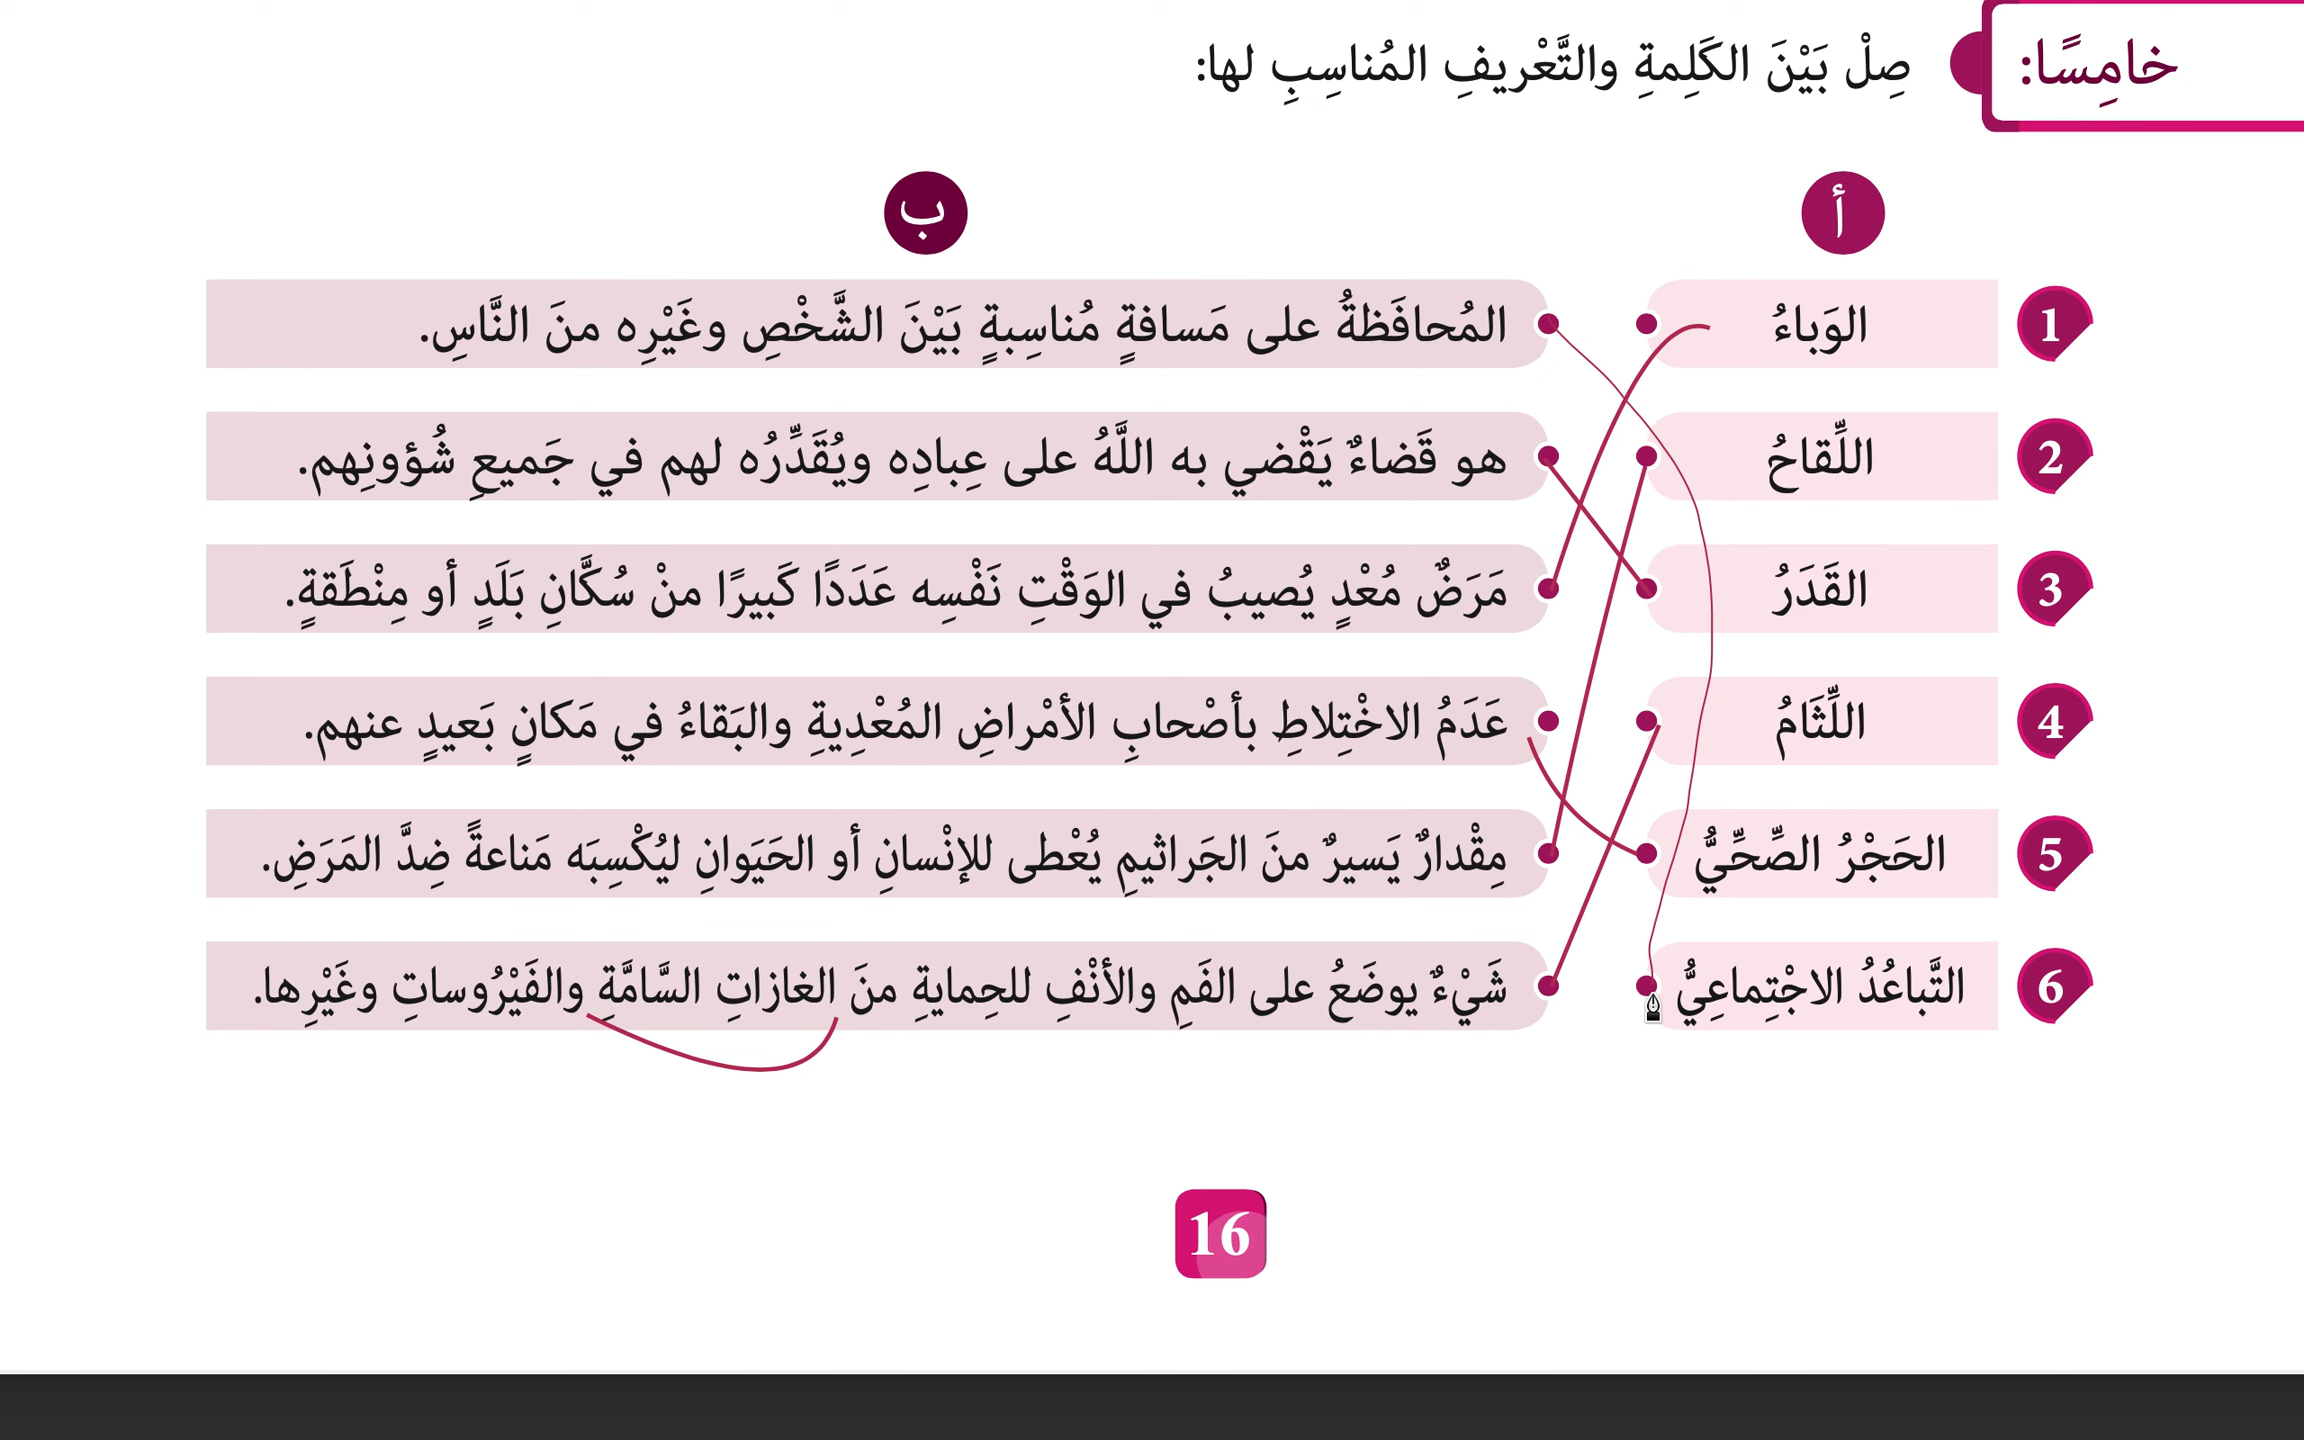 خامِسًا: صِلْ بَيْنَ الكَلِمةِ والتَّعْريفِ المُناسِبِ لها:
أ ب
1 الوَباءُ المُحافَظةُ على مَسافةٍ مُناسِبةٍ بَيْنَ الشَّخْصِ وغَيْرِه منَ النَّاسِ.
2 اللِّقاحُ هو قَضاءٌ يَقْضي به اللَّهُ على عِبادِه ويُقَدِّرُه لهم في جَميعِ شُؤونِهم.
3 القَدَرُ مَرَضٌ مُعْدٍ يُصيبُ في الوَقْتِ نَفْسِه عَدَدًا كَبيرًا منْ سُكَّانِ بَلَدٍ أو مِنْطَقةٍ.
4 اللِّثَامُ عَدَمُ الاخْتِلاطِ بأصْحابِ الأمْراضِ المُعْدِيةِ والبَقاءُ في مَكانٍ بَعيدٍ عنهم.
5 الحَجْرُ الصِّحِّيُّ مِقْدارٌ يَسيرٌ منَ الجَراثيمِ يُعْطى للإنْسانِ أو الحَيَوانِ ليُكْسِبَه مَناعةً ضِدَّ المَرَضِ.
6 التَّباعُدُ الاجْتِماعِيُّ شَيْءٌ يوضَعُ على الفَمِ والأنْفِ للحِمايةِ منَ الغازاتِ السَّامَّةِ والفَيْرُوساتِ وغَيْرِها.
16